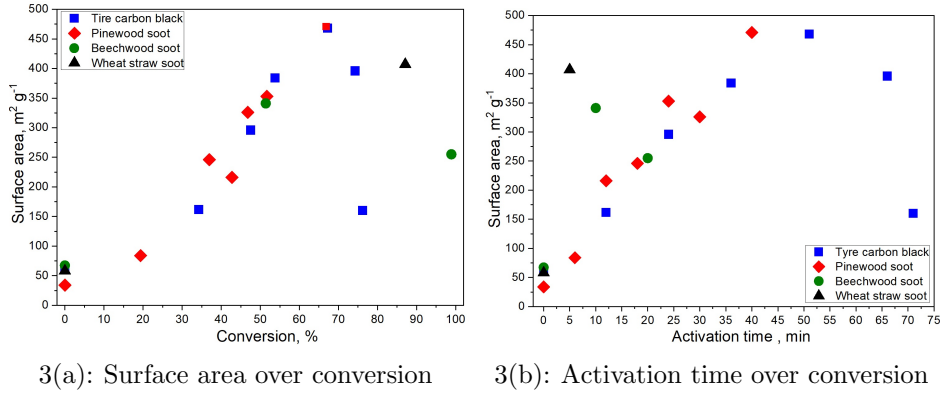 500
450
400
350
300
250
200
150
100
50
0
Surface area, m² g⁻¹
Tire carbon black
Pinewood soot
Beechwood soot
Wheat straw soot
0 10 20 30 40 50 60 70 80 90 100
Conversion, %
3(a): Surface area over conversion
500
450
400
350
300
250
200
150
100
50
0
Surface area, m² g⁻¹
Tyre carbon black
Pinewood soot
Beechwood soot
Wheat straw soot
0 5 10 15 20 25 30 35 40 45 50 55 60 65 70 75
Activation time , min
3(b): Activation time over conversion